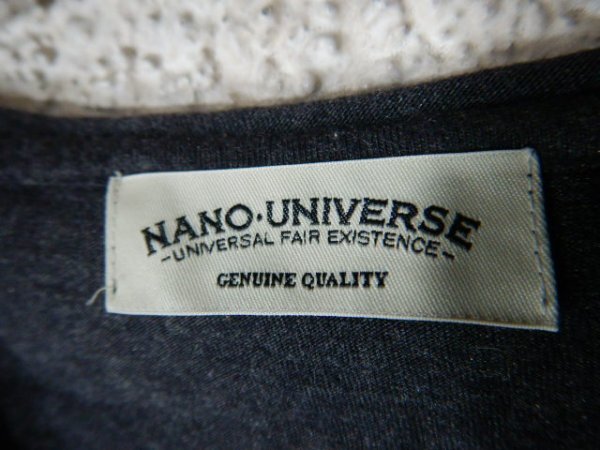 NANO·UNIVERSE
-UNIVERSAL FAIR EXISTENCE-
GENUINE QUALITY